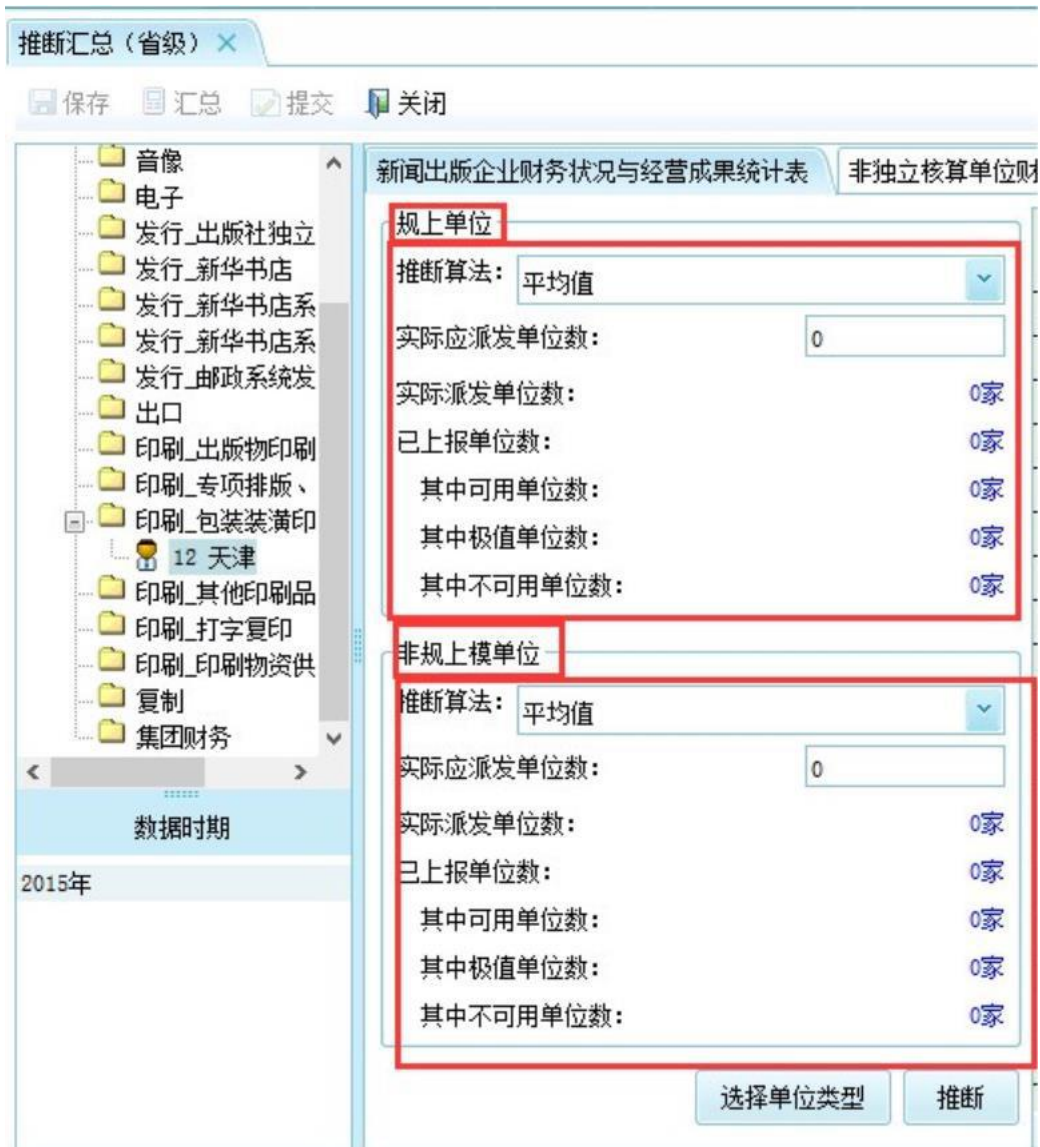 推断汇总（省级）
保存 汇总 提交 关闭
音像
电子
发行_出版社独立
发行_新华书店
发行_新华书店系
发行_新华书店系
发行_邮政系统发
出口
印刷_出版物印刷
印刷_专项排版、
印刷_包装装潢印
12 天津
印刷_其他印刷品
印刷_打字复印
印刷_印刷物资供
复制
集团财务
数据时期
2015年
新闻出版企业财务状况与经营成果统计表 非独立核算单位财
规上单位
推断算法： 平均值
实际应派发单位数： 0
实际派发单位数： 0家
已上报单位数： 0家
其中可用单位数： 0家
其中极值单位数： 0家
其中不可用单位数： 0家
非规上模单位
推断算法： 平均值
实际应派发单位数： 0
实际派发单位数： 0家
已上报单位数： 0家
其中可用单位数： 0家
其中极值单位数： 0家
其中不可用单位数： 0家
选择单位类型 推断